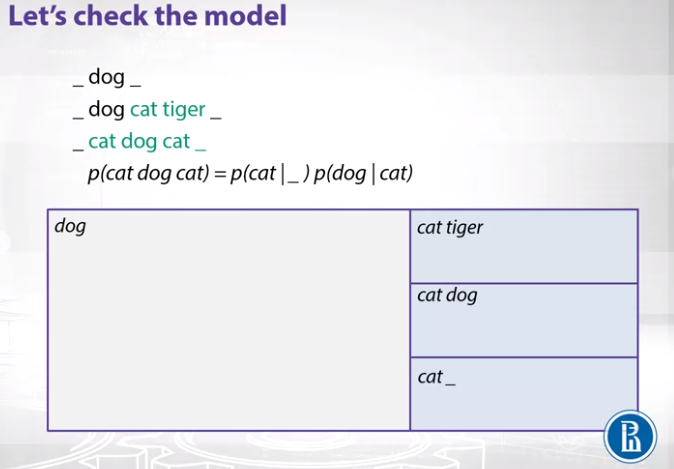 Let's check the model
_ dog _
_ dog cat tiger _
_ cat dog cat _
p(cat dog cat) = p(cat | _ ) p(dog | cat)
dog
cat tiger
cat dog
cat _